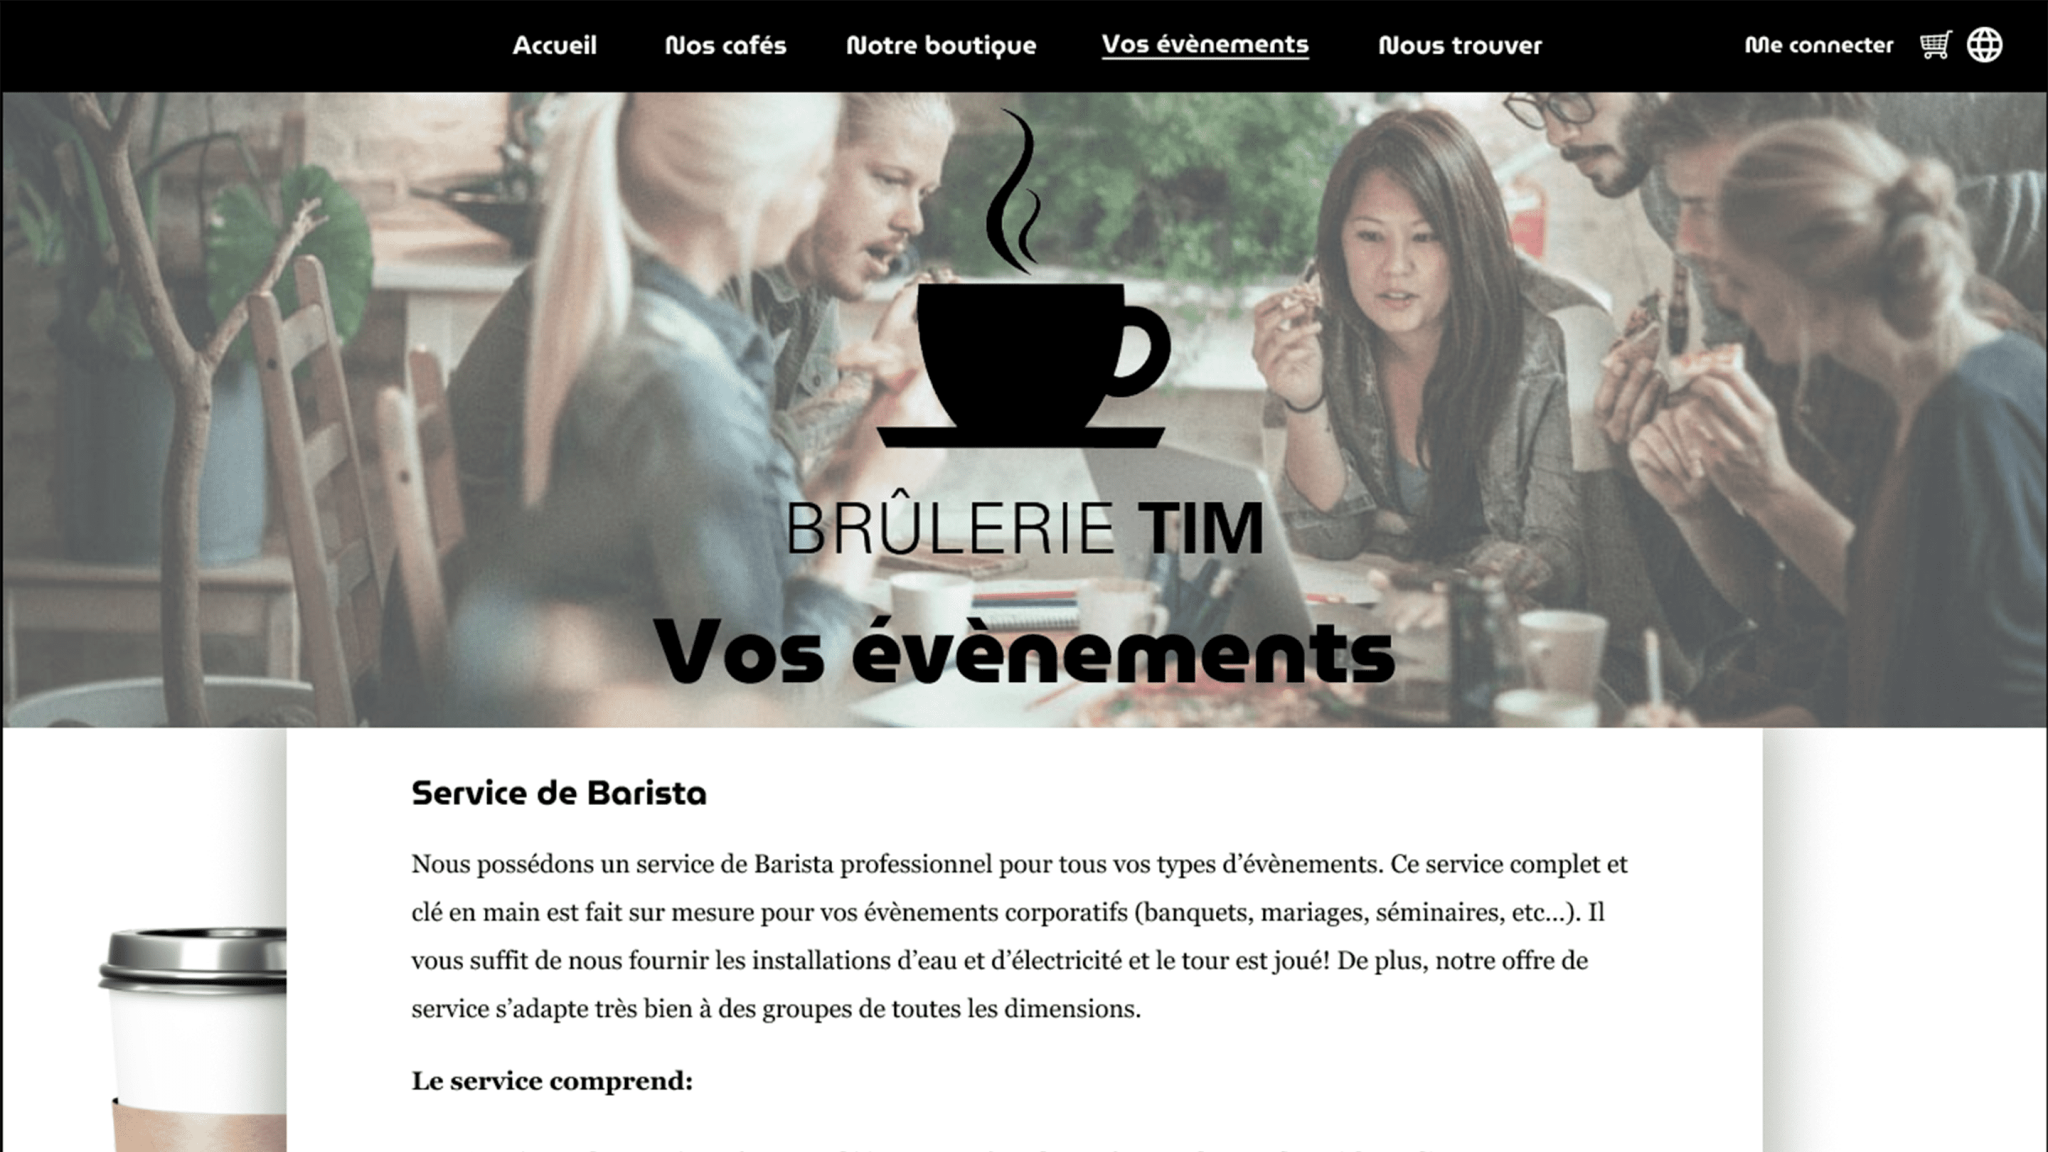 Accueil
Nos cafés
Notre boutique
Vos évènements
Nous trouver
Me connecter
BRÛLERIE TIM
Vos évènements
Service de Barista
Nous possédons un service de Barista professionnel pour tous vos types d’évènements. Ce service complet et
clé en main est fait sur mesure pour vos évènements corporatifs (banquets, mariages, séminaires, etc...). Il
vous suffit de nous fournir les installations d’eau et d’électricité et le tour est joué! De plus, notre offre de
service s’adapte très bien à des groupes de toutes les dimensions.
Le service comprend: